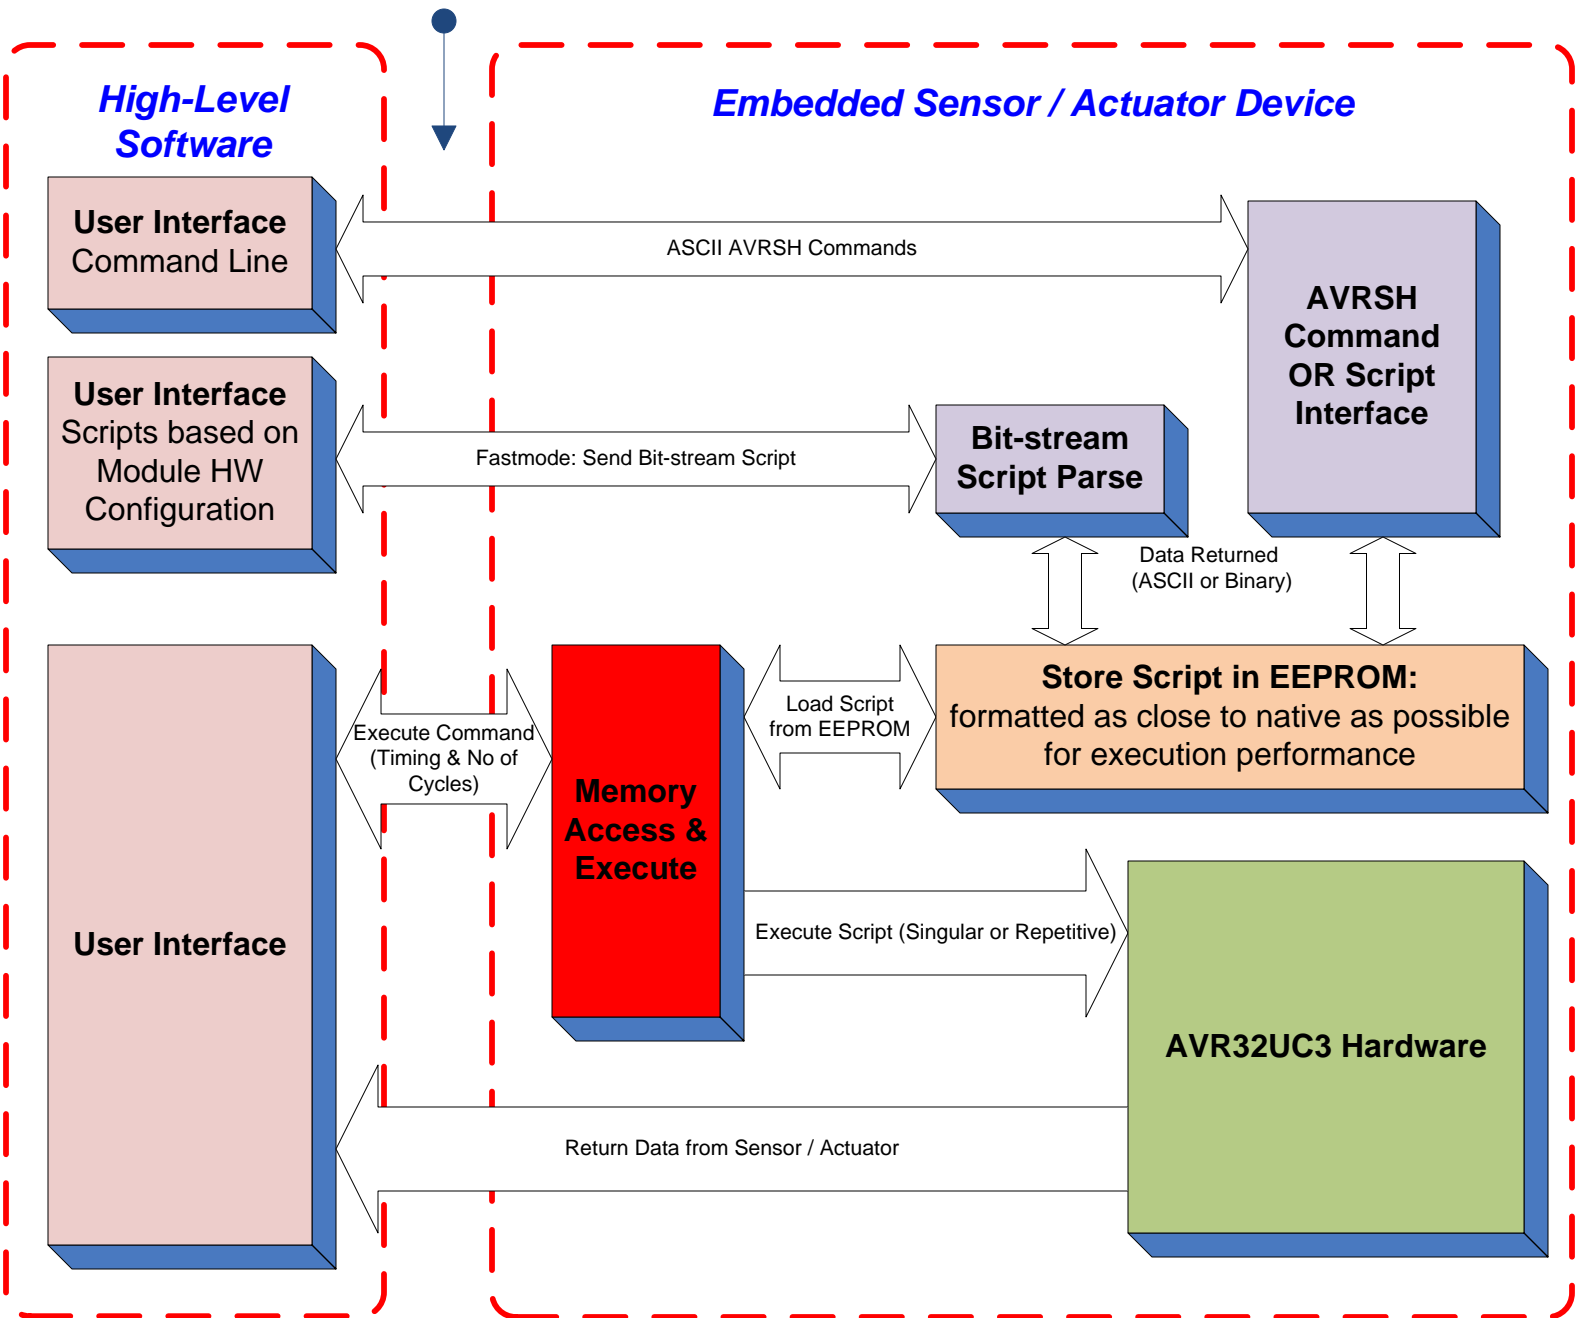 High-Level
Software
Embedded Sensor / Actuator Device
User Interface
Command Line
ASCII AVRSH Commands
AVRSH
Command
OR Script
Interface
User Interface
Scripts based on
Module HW
Configuration
Fastmode: Send Bit-stream Script
Bit-stream
Script Parse
Data Returned
(ASCII or Binary)
User Interface
Execute Command
(Timing & No of
Cycles)
Memory
Access &
Execute
Load Script
from EEPROM
Store Script in EEPROM:
formatted as close to native as possible
for execution performance
Execute Script (Singular or Repetitive)
AVR32UC3 Hardware
Return Data from Sensor / Actuator